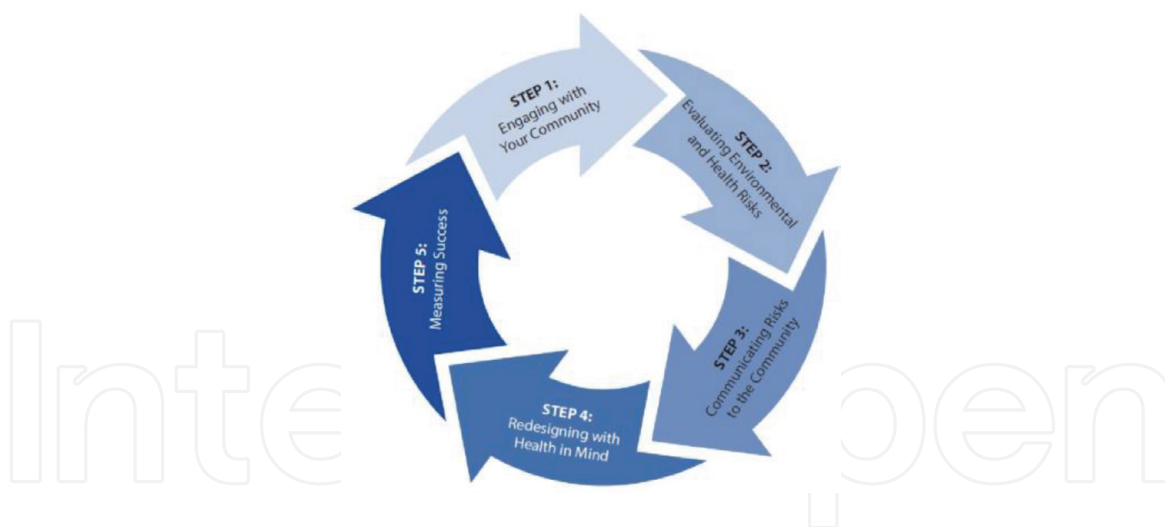 STEP 1:
Engaging with
Your Community
STEP 2:
Evaluating Environmental
and Health Risks
STEP 3:
Communicating Risks
to the Community
STEP 4:
Redesigning with
Health in Mind
STEP 5:
Measuring Success